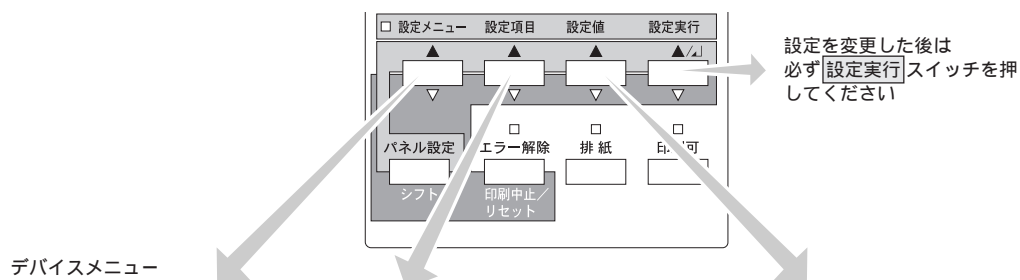 設定メニュー 設定項目 設定値 設定実行
設定を変更した後は
必ず 設定実行 スイッチを押
してください
パネル設定 エラー解除 排 紙
シフト 印刷中止／
リセット
デバイスメニュー